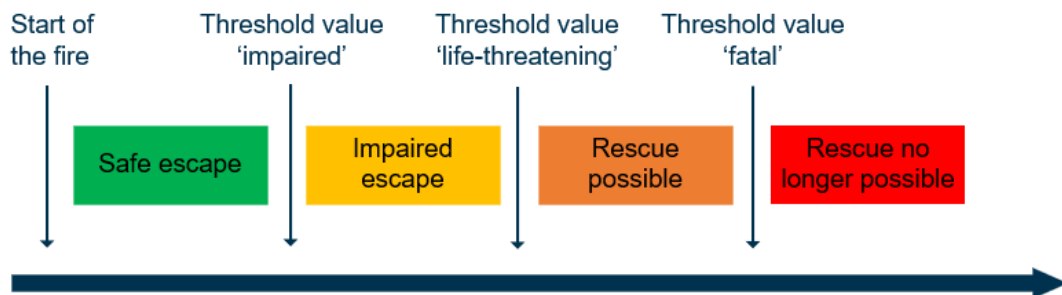 Start of
the fire
Threshold value
‘impaired’
Threshold value
‘life-threatening’
Threshold value
‘fatal’
Safe escape
Impaired
escape
Rescue
possible
Rescue no
longer possible